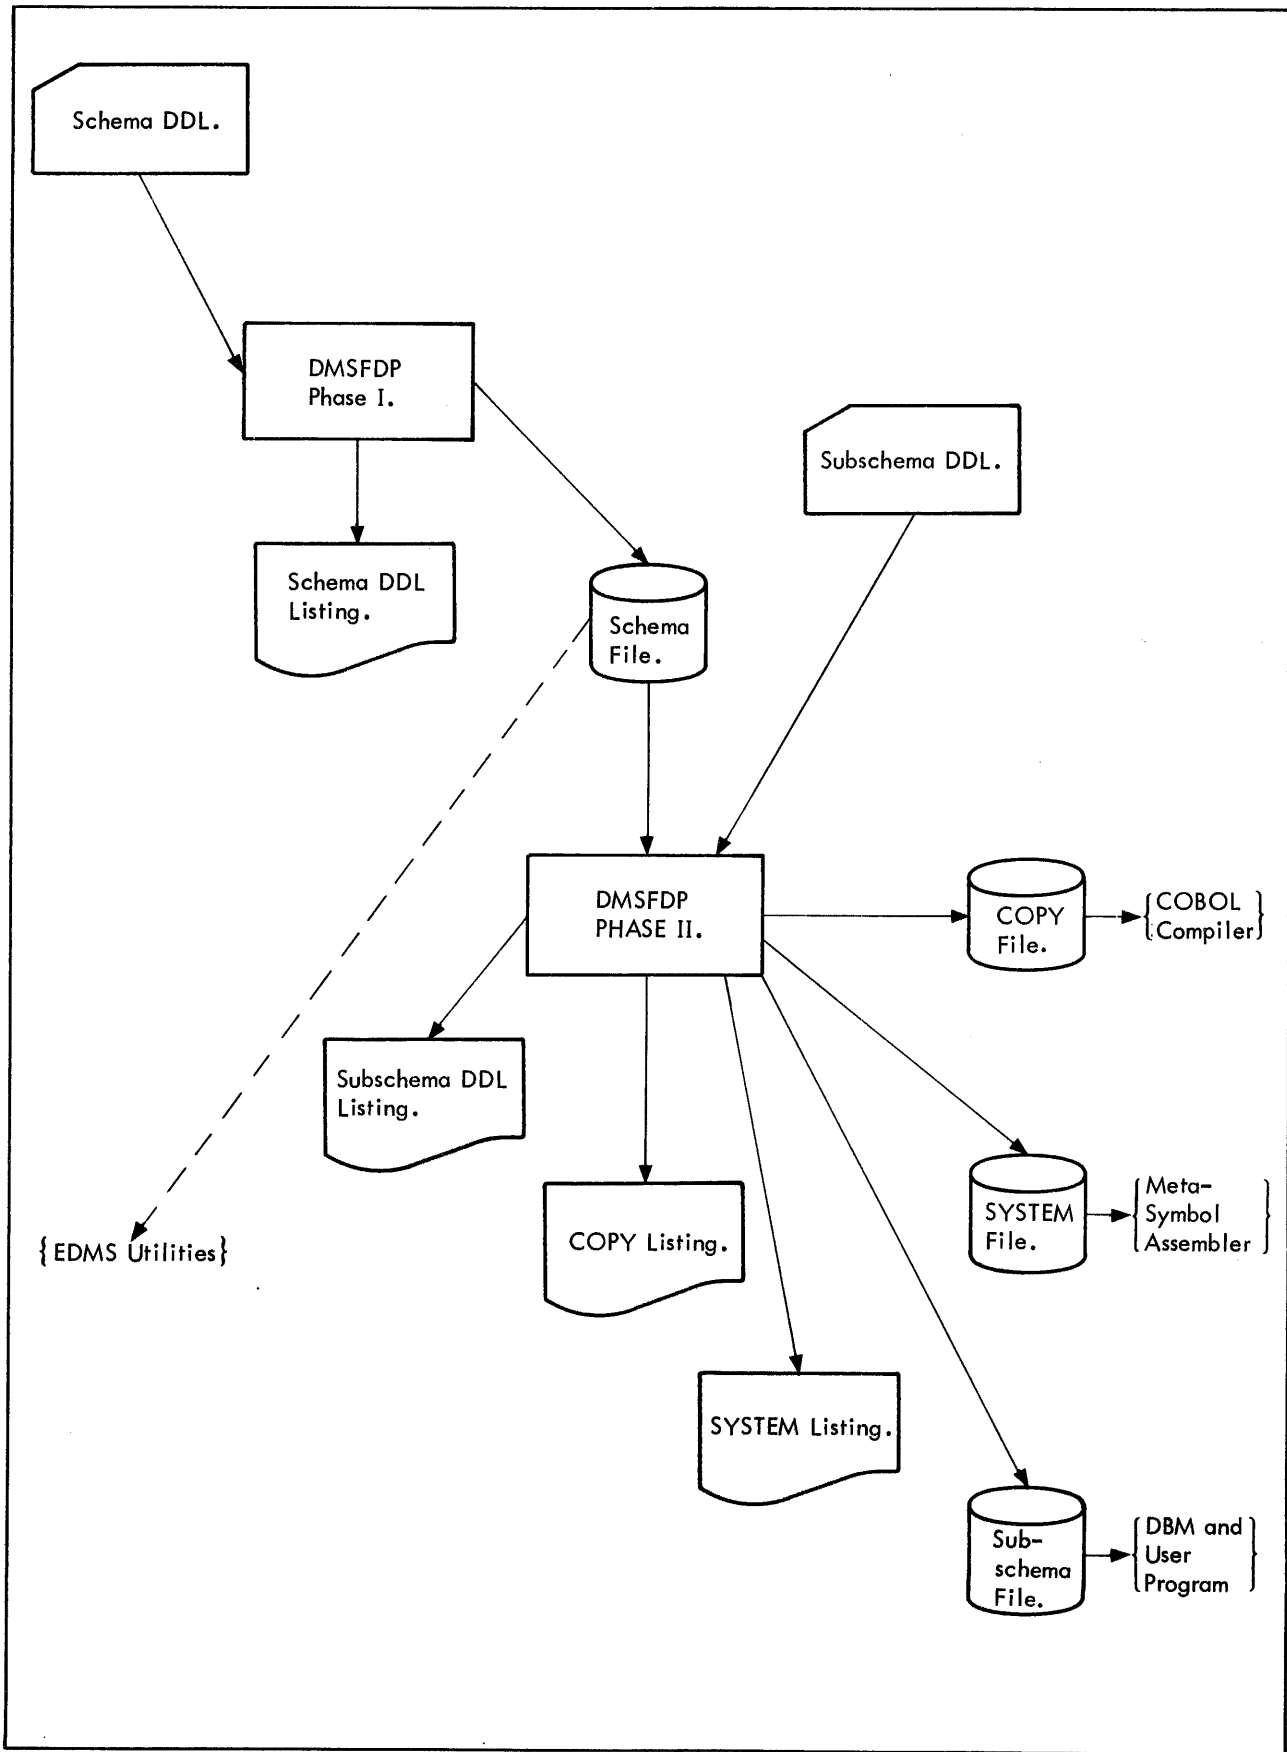 Schema DDL.
DMSFDP
Phase I.
Subschema DDL.
Schema DDL
Listing.
Schema
File.
DMSFDP
PHASE II.
COPY
File.
{COBOL
Compiler}
Subschema DDL
Listing.
{EDMS Utilities}
COPY Listing.
SYSTEM
File.
{Meta-
Symbol
Assembler}
SYSTEM Listing.
Sub-
schema
File.
{DBM and
User
Program}